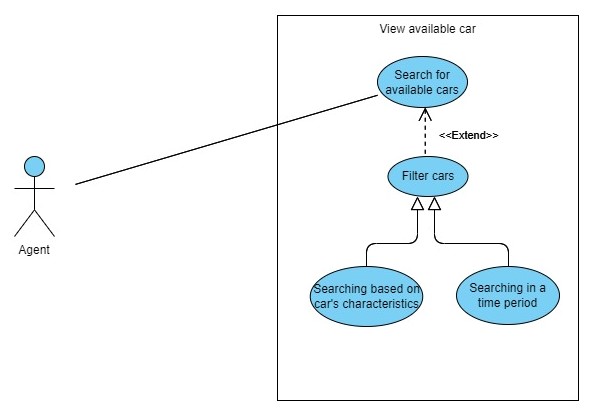 View available car
Search for
available cars
<<Extend>>
Filter cars
Agent
Searching based on
car's characteristics
Searching in a
time period